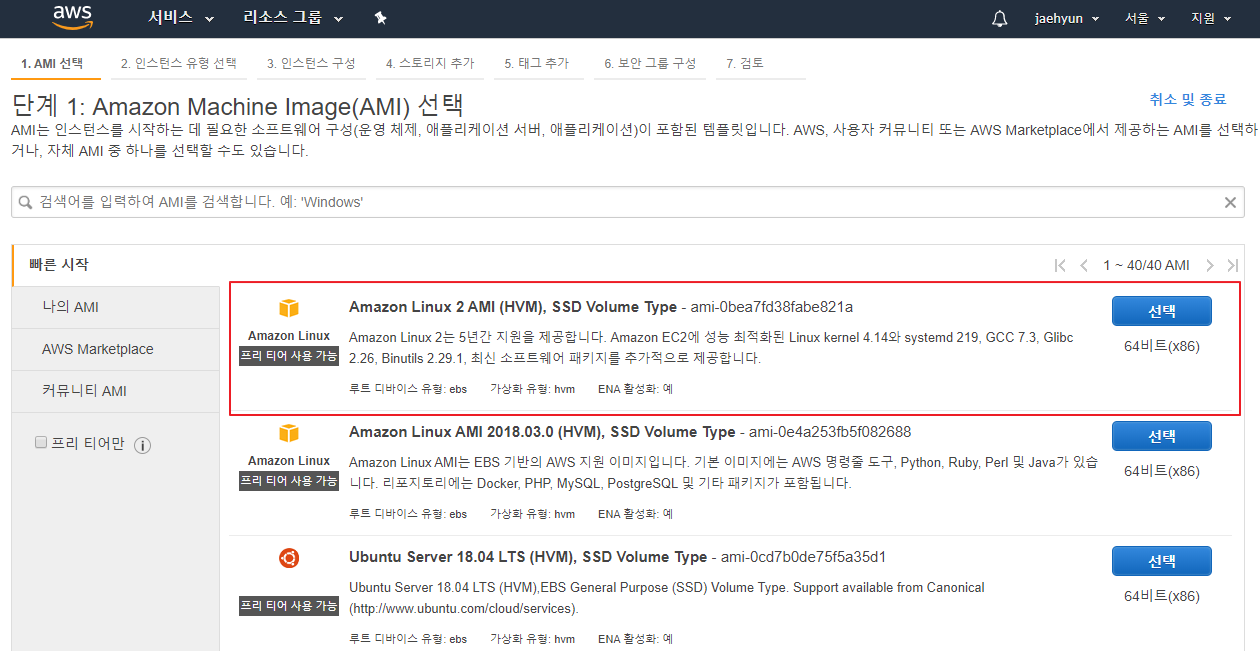 aws 서비스 리소스 그룹 jaehyun 서울 지원
1. AMI 선택 2. 인스턴스 유형 선택 3. 인스턴스 구성 4. 스토리지 추가 5. 태그 추가 6. 보안 그룹 구성 7. 검토
단계 1: Amazon Machine Image(AMI) 선택
취소 및 종료
AMI는 인스턴스를 시작하는 데 필요한 소프트웨어 구성(운영 체제, 애플리케이션 서버, 애플리케이션)이 포함된 템플릿입니다. AWS, 사용자 커뮤니티 또는 AWS Marketplace에서 제공하는 AMI를 선택하
거나, 자체 AMI 중 하나를 선택할 수도 있습니다.
검색어를 입력하여 AMI를 검색합니다. 예: 'Windows'
빠른 시작
나의 AMI
AWS Marketplace
커뮤니티 AMI
프리 티어만
1 ~ 40/40 AMI
Amazon Linux
프리 티어 사용 가능
Amazon Linux 2 AMI (HVM), SSD Volume Type - ami-0bea7fd38fabe821a
Amazon Linux 2는 5년간 지원을 제공합니다. Amazon EC2에 성능 최적화된 Linux kernel 4.14와 systemd 219, GCC 7.3, Glibc
2.26, Binutils 2.29.1, 최신 소프트웨어 패키지를 추가적으로 제공합니다.
루트 디바이스 유형: ebs 가상화 유형: hvm ENA 활성화: 예
선택
64비트(x86)
Amazon Linux
프리 티어 사용 가능
Amazon Linux AMI 2018.03.0 (HVM), SSD Volume Type - ami-0e4a253fb5f082688
Amazon Linux AMI는 EBS 기반의 AWS 지원 이미지입니다. 기본 이미지에는 AWS 명령줄 도구, Python, Ruby, Perl 및 Java가 있습
니다. 리포지토리에는 Docker, PHP, MySQL, PostgreSQL 및 기타 패키지가 포함됩니다.
루트 디바이스 유형: ebs 가상화 유형: hvm ENA 활성화: 예
선택
64비트(x86)
프리 티어 사용 가능
Ubuntu Server 18.04 LTS (HVM), SSD Volume Type - ami-0cd7b0de75f5a35d1
Ubuntu Server 18.04 LTS (HVM),EBS General Purpose (SSD) Volume Type. Support available from Canonical
(http://www.ubuntu.com/cloud/services).
루트 디바이스 유형: ebs 가상화 유형: hvm ENA 활성화: 예
선택
64비트(x86)